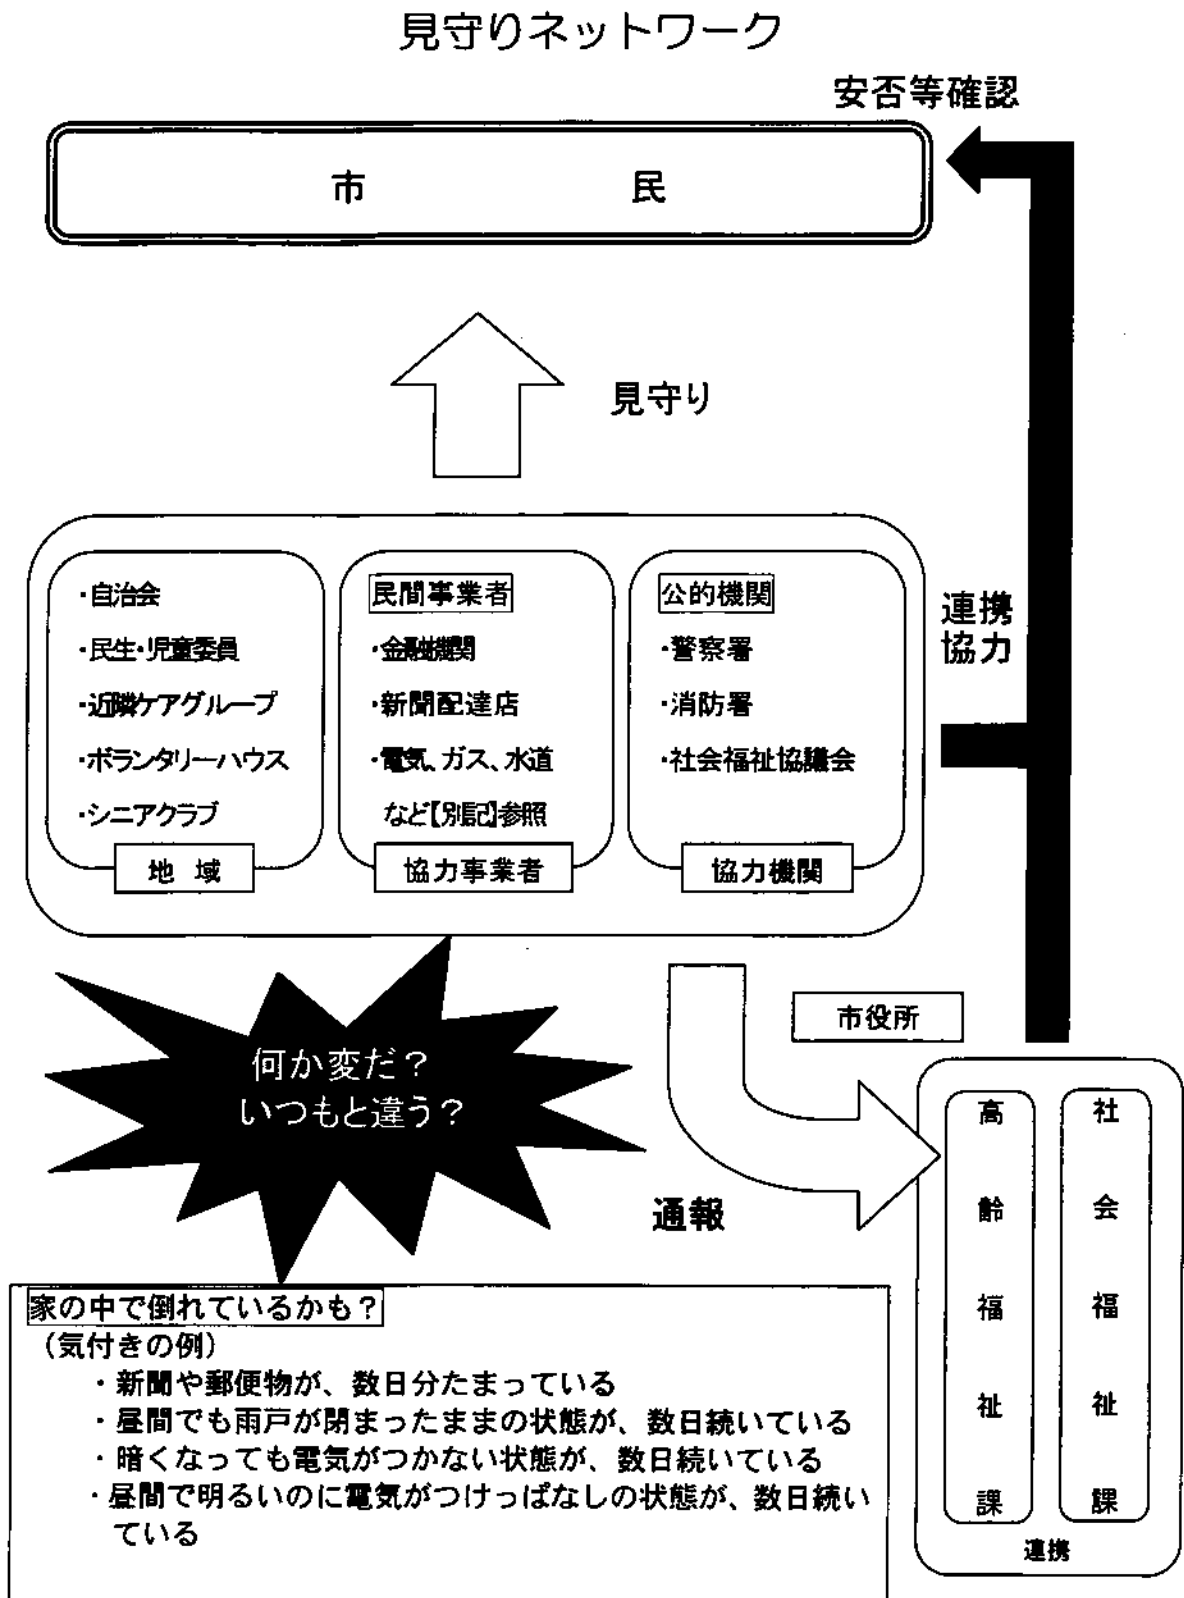 見守りネットワーク
安否等確認
市 民
見守り
・自治会
・民生・児童委員
・近隣ケアグループ
・ボランタリーハウス
・シニアクラブ
地 域
民間事業者
・金融機関
・新聞配達店
・電気、ガス、水道
など【別記】参照
協力事業者
公的機関
・警察署
・消防署
・社会福祉協議会
協力機関
連携
協力
何か変だ？
いつもと違う？
通報
市役所
高齢福祉課
社会福祉課
連携
家の中で倒れているかも？
（気付きの例）
・新聞や郵便物が、数日分たまっている
・昼間でも雨戸が閉まったままの状態が、数日続いている
・暗くなっても電気がつかない状態が、数日続いている
・昼間で明るいのに電気がつけっぱなしの状態が、数日続い
ている